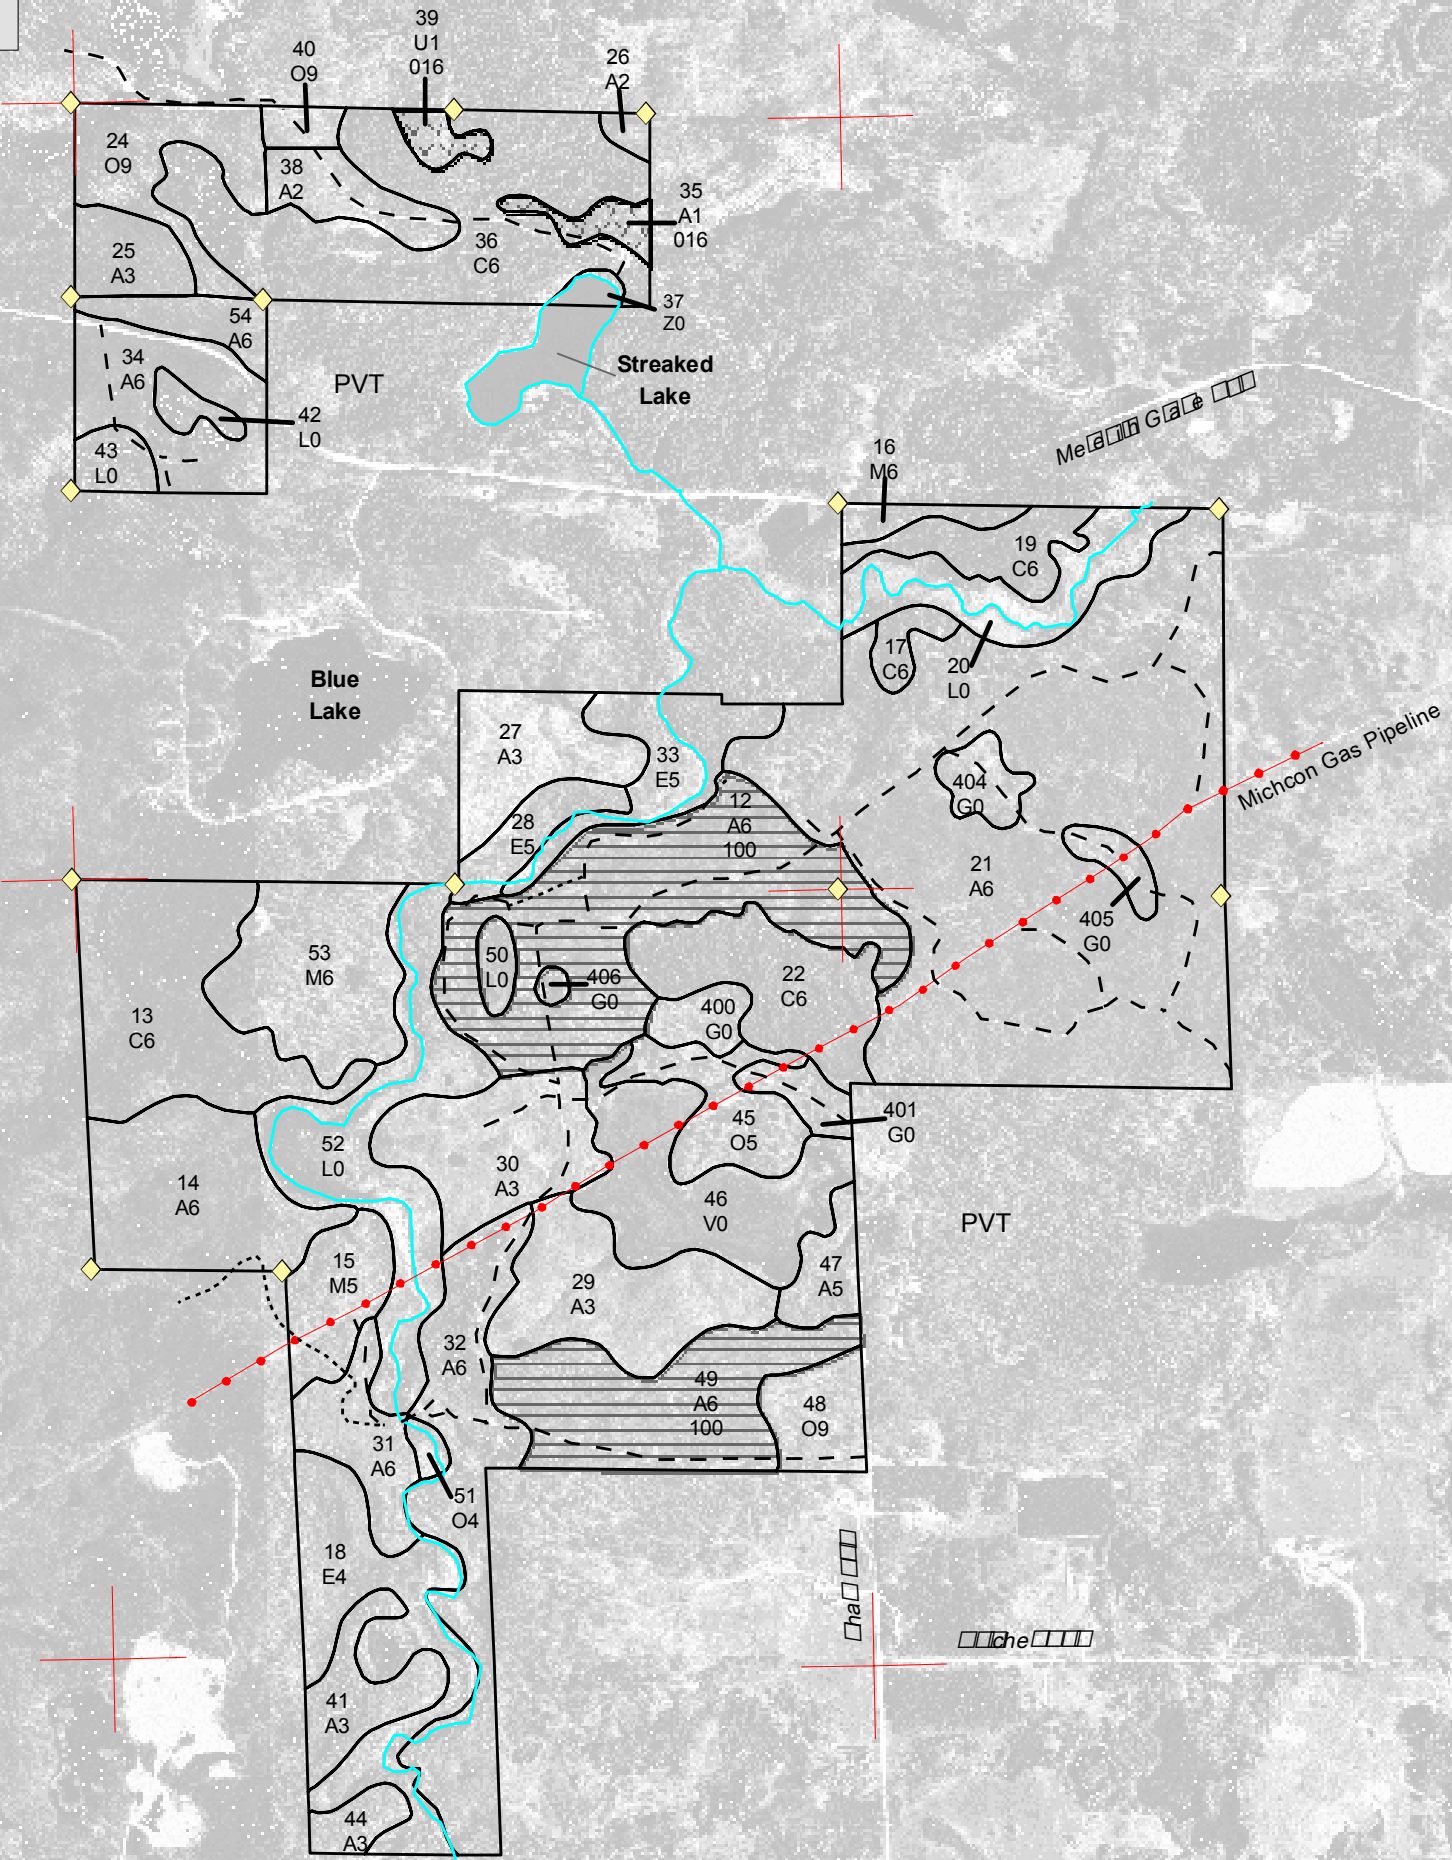 39
U1
016
40
O9
26
A2
24
O9
38
A2
35
A1
016
25
A3
36
C6
37
Z0
54
A6
34
A6
PVT
Streaked
Lake
42
L0
43
L0
16
M6
19
C6
17
C6
20
L0
Blue
Lake
27
A3
33
E5
Michcon Gas Pipeline
404
G0
12
A6
100
28
E5
21
A6
405
G0
53
M6
50
L0
406
G0
22
C6
400
G0
13
C6
45
O5
401
G0
52
L0
30
A3
14
A6
46
V0
PVT
15
M5
29
A3
47
A5
32
A6
49
A6
100
48
O9
31
A6
51
O4
18
E4
41
A3
44
A3